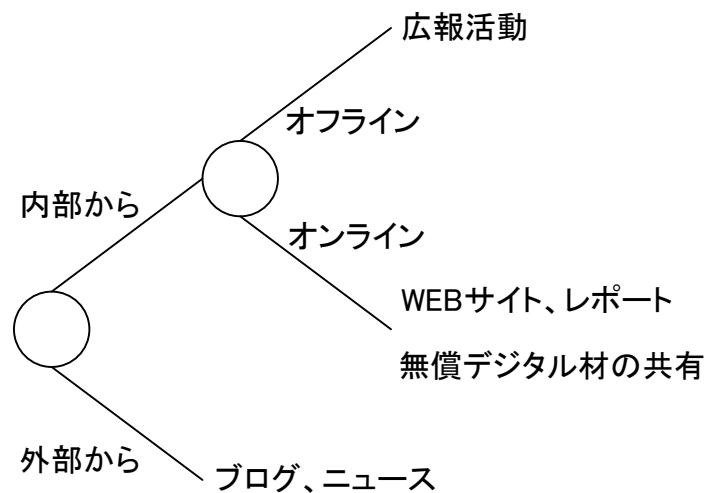 広報活動
オフライン
内部から
オンライン
WEBサイト、レポート
無償デジタル材の共有
外部から
ブログ、ニュース